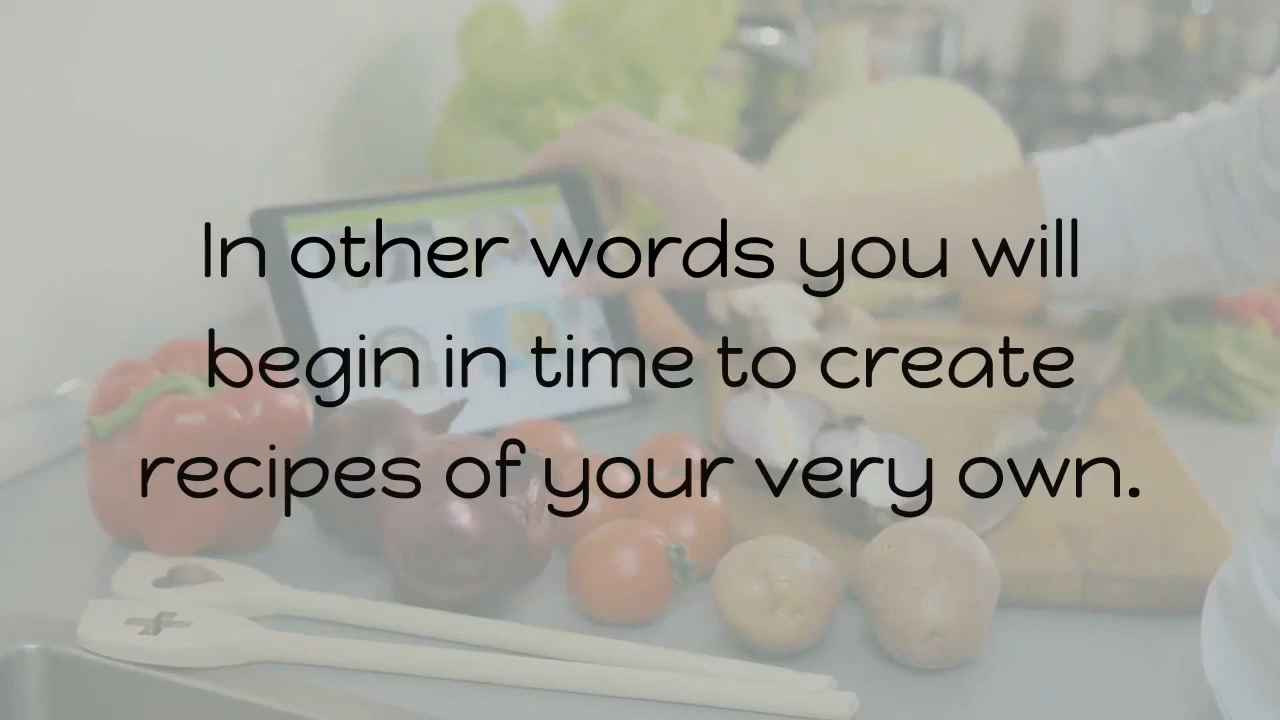 In other words you will
begin in time to create
recipes of your very own.